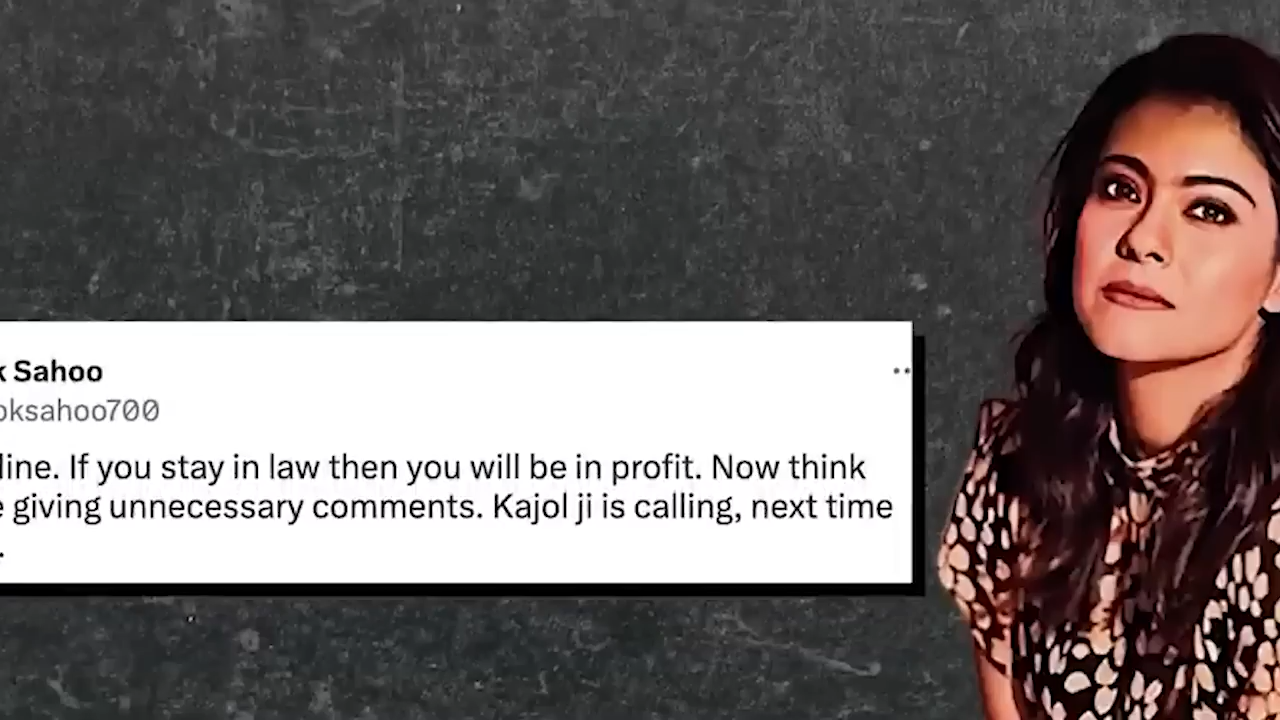 k Sahoo
oksahoo700
line. If you stay in law then you will be in profit. Now think
e giving unnecessary comments. Kajol ji is calling, next time
.